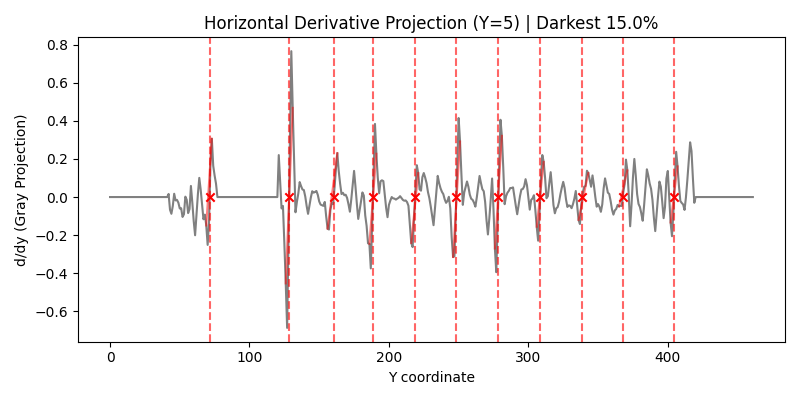 Horizontal Derivative Projection (Y=5) | Darkest 15.0%
d/dy (Gray Projection)
0.8
0.6
0.4
0.2
0.0
−0.2
−0.4
−0.6
0 100 200 300 400
Y coordinate